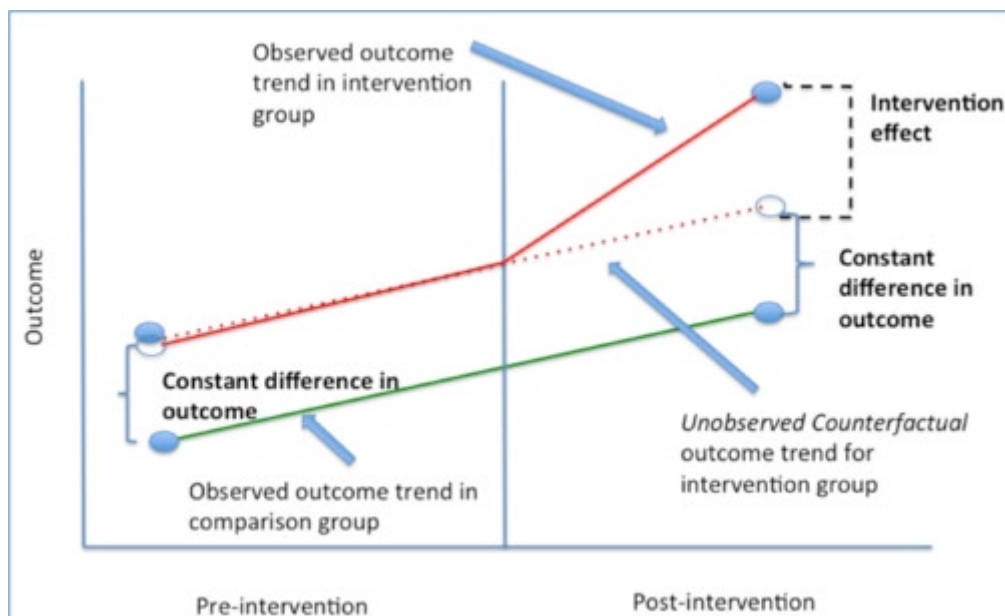 Observed outcome
trend in intervention
group
Intervention
effect
Outcome
Constant
difference in
outcome
Constant difference in
outcome
Unobserved Counterfactual
outcome trend for
intervention group
Observed outcome trend in
comparison group
Pre-intervention
Post-intervention